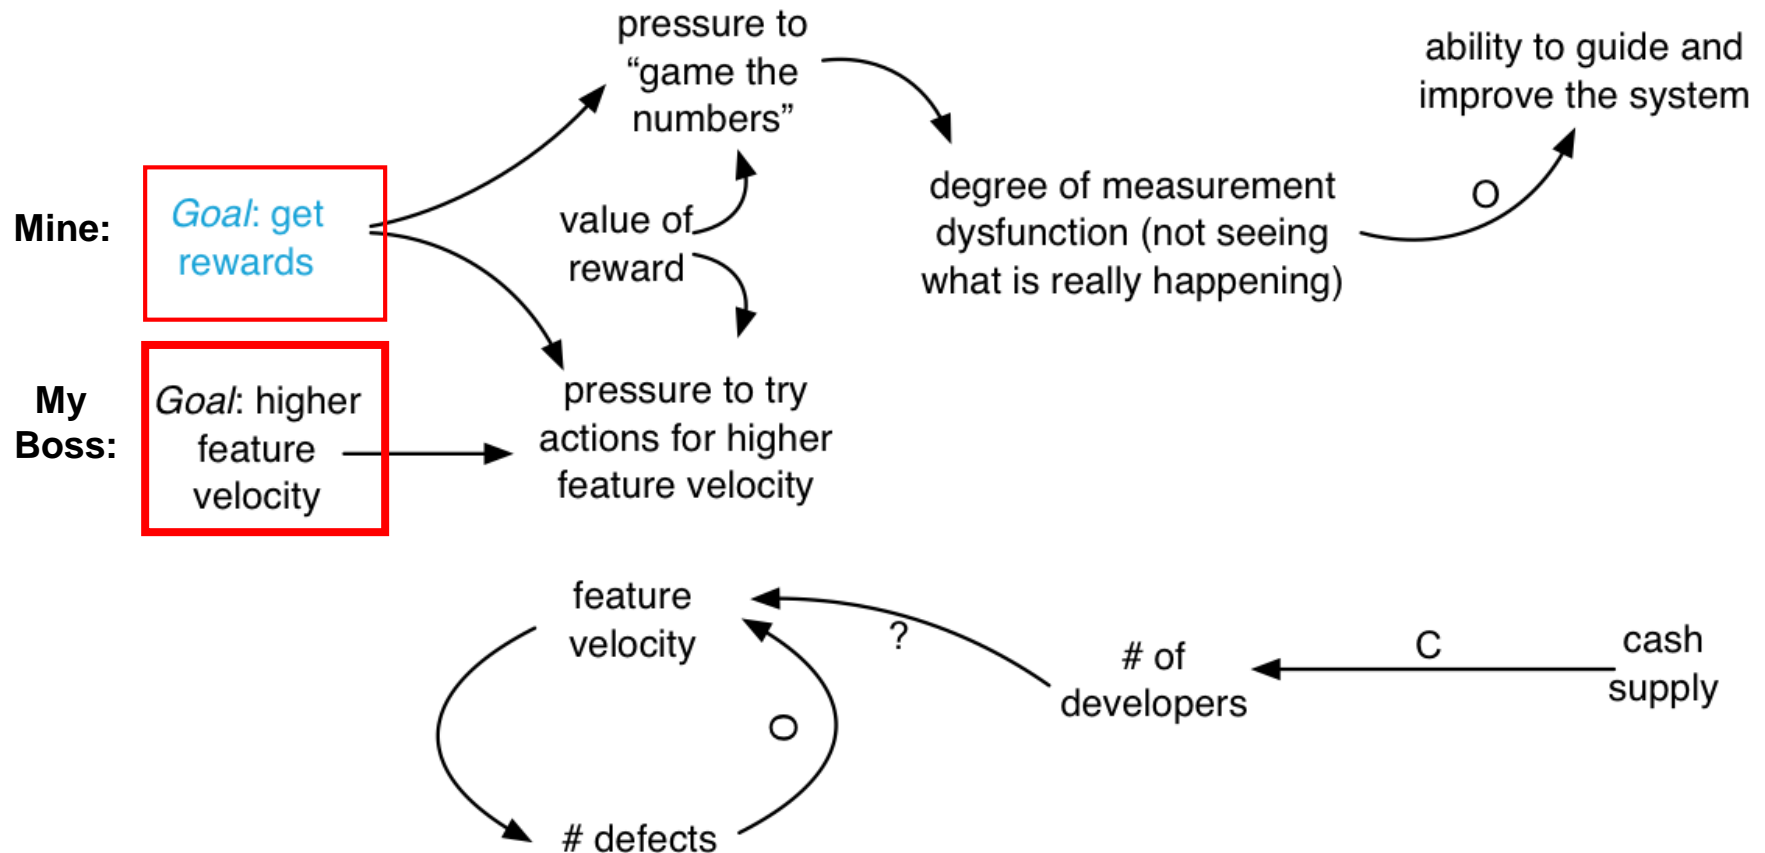 pressure to
“game the
numbers”
ability to guide and
improve the system
Mine:
Goal: get
rewards
value of
reward
degree of measurement
dysfunction (not seeing
what is really happening)
O
My
Boss:
Goal: higher
feature
velocity
pressure to try
actions for higher
feature velocity
feature
velocity
?
# of
developers
C
cash
supply
O
# defects